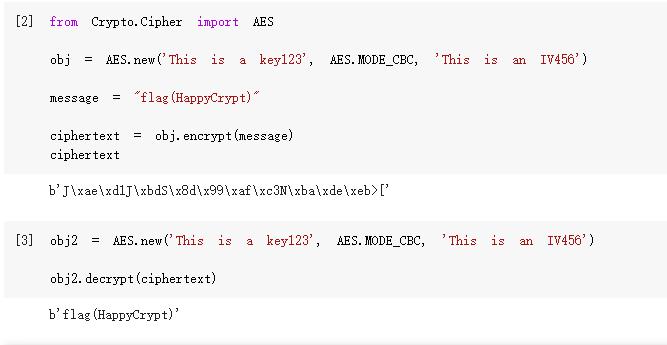 [2] from Crypto.Cipher import AES
obj = AES.new('This is a key123', AES.MODE_CBC, 'This is an IV456')
message = "flag(HappyCrypt)"
ciphertext = obj.encrypt(message)
ciphertext
b'J\xae\xd1J\xbdS\x8d\x99\xaf\xc3N\xba\xde\xeb>['
[3] obj2 = AES.new('This is a key123', AES.MODE_CBC, 'This is an IV456')
obj2.decrypt(ciphertext)
b'flag(HappyCrypt)'